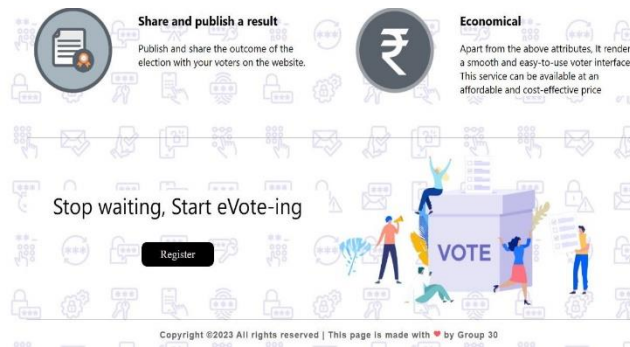 Share and publish a result
Publish and share the outcome of the
election with your voters on the website.
Economical
Apart from the above attributes, It render
a smooth and easy-to-use voter interface
This service can be available at an
affordable and cost-effective price
Stop waiting, Start eVote-ing
Register
VOTE
Copyright ©2023 All rights reserved | This page is made with ♥ by Group 30